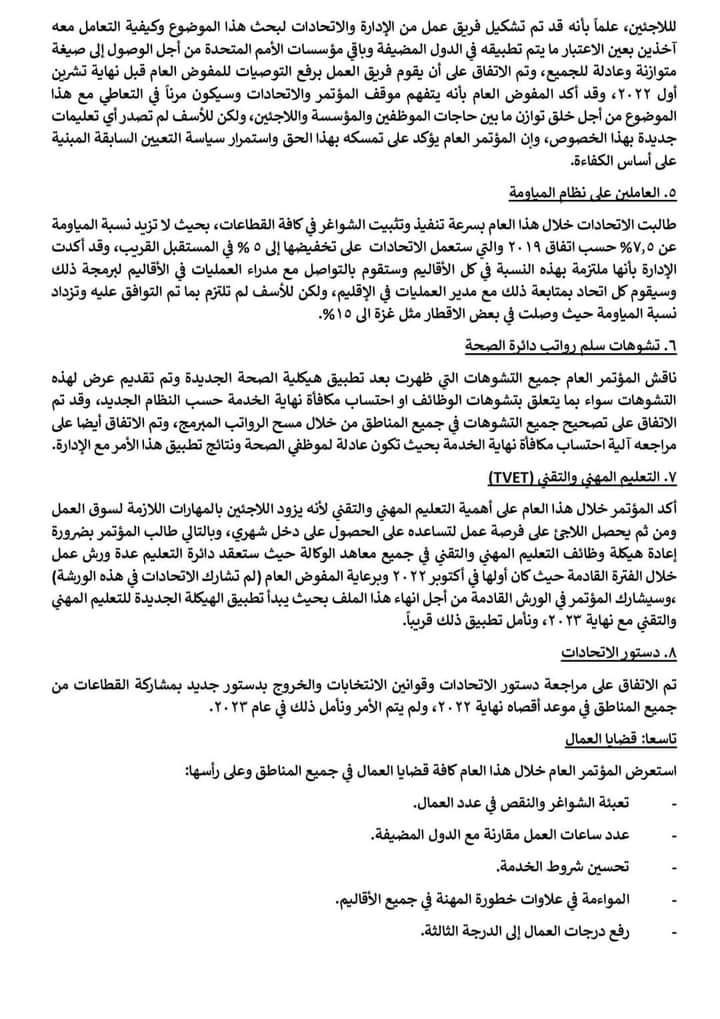 لللاجئين، علماً بأنه قد تم تشكيل فريق عمل من الإدارة والاتحادات لبحث هذا الموضوع وكيفية التعامل معه
آخذين بعين الاعتبار ما يتم تطبيقه في الدول المضيفة وباقي مؤسسات الأمم المتحدة من أجل الوصول إلى صيغة
متوازنة وعادلة للجميع، وتم الاتفاق على أن يقوم فريق العمل برفع التوصيات للمفوض العام قبل نهاية تشرين
أول ٢٠٢٢، وقد أكد المفوض العام بأنه يتفهم موقف المؤتمر والاتحادات وسيكون مرناً في التعاطي مع هذا
الموضوع من أجل خلق توازن ما بين حاجات الموظفين والمؤسسة واللاجئين، ولكن للأسف لم تصدر أي تعليمات
جديدة بهذا الخصوص، وإن المؤتمر العام يؤكد على تمسكه بهذا الحق واستمرار سياسة التعيين السابقة المبنية
على أساس الكفاءة.
٥. العاملين على نظام المياومة
طالبت الاتحادات خلال هذا العام بسرعة تنفيذ وتثبيت الشواغر في كافة القطاعات، بحيث لا تزيد نسبة المياومة
عن ٧,٥% حسب اتفاق ٢٠١٩ والتي ستعمل الاتحادات على تخفيضها إلى ٥ % في المستقبل القريب، وقد أكدت
الإدارة بأنها ملتزمة بهذه النسبة في كل الأقاليم وستقوم بالتواصل مع مدراء العمليات في الأقاليم لبرمجة ذلك
وسيقوم كل اتحاد بمتابعة ذلك مع مدير العمليات في الإقليم، ولكن للأسف لم تلتزم بما تم التوافق عليه وتزداد
نسبة المياومة حيث وصلت في بعض الاقطار مثل غزة الى ١٥%.
٦. تشوهات سلم رواتب دائرة الصحة
ناقش المؤتمر العام جميع التشوهات التي ظهرت بعد تطبيق هيكلية الصحة الجديدة وتم تقديم عرض لهذه
التشوهات سواء بما يتعلق بتشوهات الوظائف او احتساب مكافأة نهاية الخدمة حسب النظام الجديد، وقد تم
الاتفاق على تصحيح جميع التشوهات في جميع المناطق من خلال مسح الرواتب المبرمج، وتم الاتفاق أيضا على
مراجعه آلية احتساب مكافأة نهاية الخدمة بحيث تكون عادلة لموظفي الصحة ونتائج تطبيق هذا الأمر مع الإدارة.
٧. التعليم المهني والتقني (TVET)
أكد المؤتمر خلال هذا العام على أهمية التعليم المهني والتقني لأنه يزود اللاجئين بالمهارات اللازمة لسوق العمل
ومن ثم يحصل اللاجئ على فرصة عمل لتساعده على الحصول على دخل شهري، وبالتالي طالب المؤتمر بضرورة
إعادة هيكلة وظائف التعليم المهني والتقني في جميع معاهد الوكالة حيث ستعقد دائرة التعليم عدة ورش عمل
خلال الفترة القادمة حيث كان أولها في أكتوبر ٢٠٢٢ وبرعاية المفوض العام (لم تشارك الاتحادات في هذه الورشة)
،وسيشارك المؤتمر في الورش القادمة من أجل انهاء هذا الملف بحيث يبدأ تطبيق الهيكلة الجديدة للتعليم المهني
والتقني مع نهاية ٢٠٢٣، ونأمل تطبيق ذلك قريباً.
٨. دستور الاتحادات
تم الاتفاق على مراجعة دستور الاتحادات وقوانين الانتخابات والخروج بدستور جديد بمشاركة القطاعات من
جميع المناطق في موعد أقصاه نهاية ٢٠٢٢، ولم يتم الأمر ونأمل ذلك في عام ٢٠٢٣.
تاسعا: قضايا العمال
استعرض المؤتمر العام خلال هذا العام كافة قضايا العمال في جميع المناطق وعلى رأسها:
- تعبئة الشواغر والنقص في عدد العمال.
- عدد ساعات العمل مقارنة مع الدول المضيفة.
- تحسين شروط الخدمة.
- المواءمة في علاوات خطورة المهنة في جميع الأقاليم.
- رفع درجات العمال إلى الدرجة الثالثة.